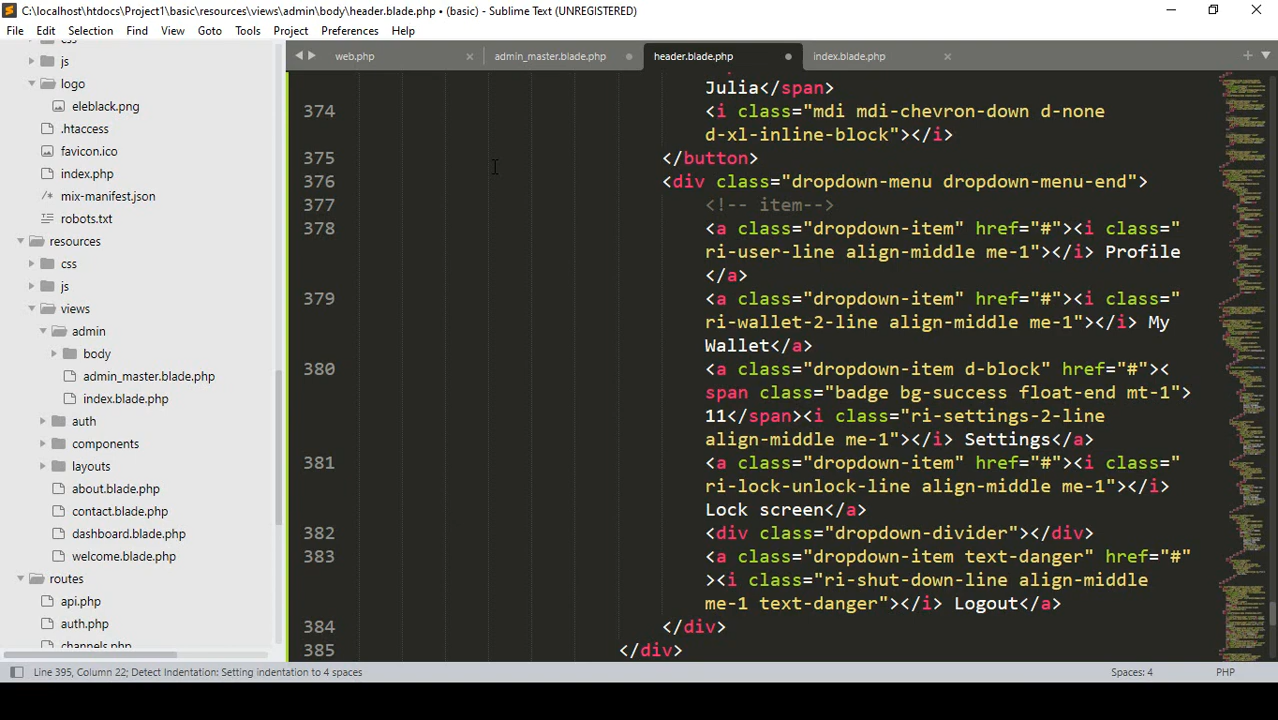 C:\localhost\htdocs\Project1\basic\resources\views\admin\body\header.blade.php • (basic) - Sublime Text (UNREGISTERED)
File Edit Selection Find View Goto Tools Project Preferences Help
web.php × admin_master.blade.php header.blade.php index.blade.php ×
js
logo
eleblack.png
.htaccess
favicon.ico
index.php
mix-manifest.json
robots.txt
resources
css
js
views
admin
body
admin_master.blade.php
index.blade.php
auth
components
layouts
about.blade.php
contact.blade.php
dashboard.blade.php
welcome.blade.php
routes
api.php
auth.php
channels.php
Julia</span>
374 <i class="mdi mdi-chevron-down d-none
d-xl-inline-block"></i>
375 </button>
376 <div class="dropdown-menu dropdown-menu-end">
377 <!-- item-->
378 <a class="dropdown-item" href="#"><i class="
ri-user-line align-middle me-1"></i> Profile
</a>
379 <a class="dropdown-item" href="#"><i class="
ri-wallet-2-line align-middle me-1"></i> My
Wallet</a>
380 <a class="dropdown-item d-block" href="#"><
span class="badge bg-success float-end mt-1">
11</span><i class="ri-settings-2-line
align-middle me-1"></i> Settings</a>
381 <a class="dropdown-item" href="#"><i class="
ri-lock-unlock-line align-middle me-1"></i>
Lock screen</a>
382 <div class="dropdown-divider"></div>
383 <a class="dropdown-item text-danger" href="#"
><i class="ri-shut-down-line align-middle
me-1 text-danger"></i> Logout</a>
384 </div>
385 </div>
Line 395, Column 22; Detect Indentation: Setting indentation to 4 spaces Spaces: 4 PHP